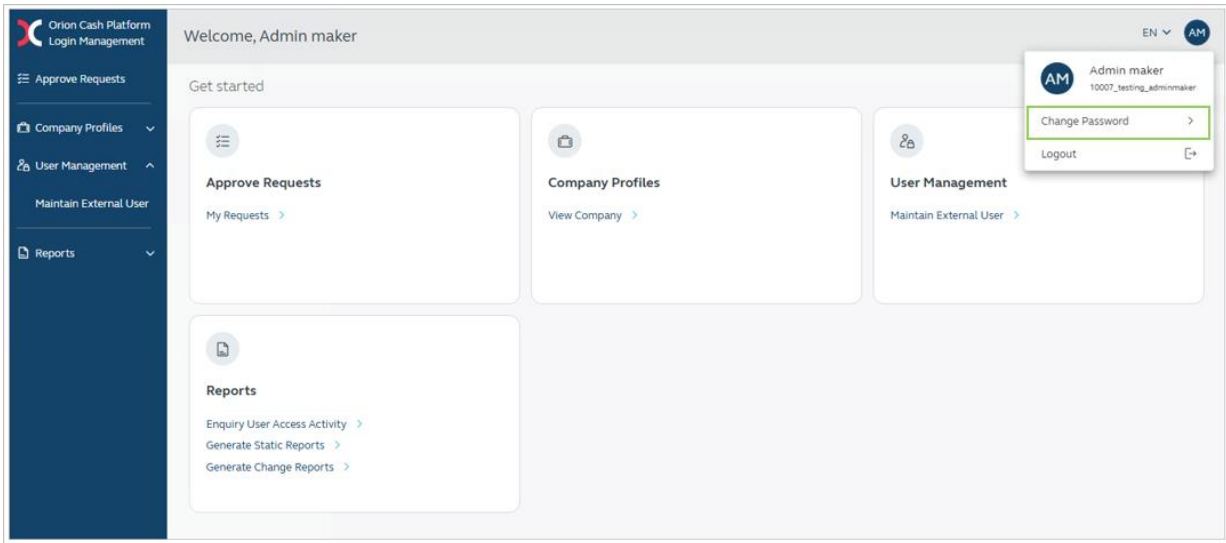 Orion Cash Platform
Login Management
Approve Requests
Company Profiles
User Management
Maintain External User
Reports
Welcome, Admin maker
EN
AM
AM
Admin maker
10007_testing_adminmaker
Change Password
Logout
Get started
Approve Requests
My Requests
Company Profiles
View Company
User Management
Maintain External User
Reports
Enquiry User Access Activity
Generate Static Reports
Generate Change Reports